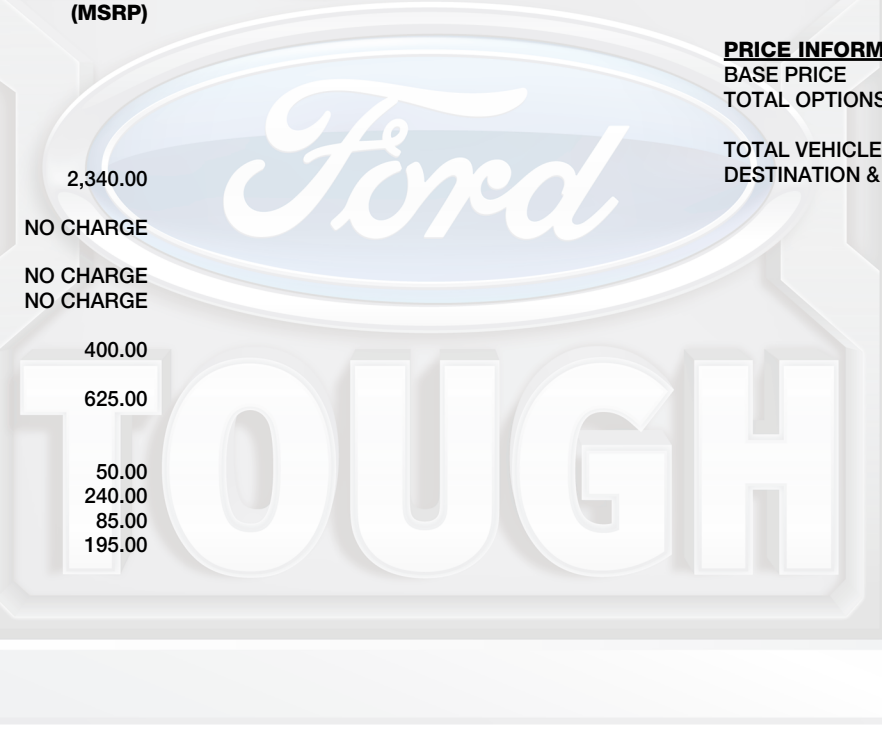 (MSRP)
2,340.00
NO CHARGE
NO CHARGE
NO CHARGE
400.00
625.00
50.00
240.00
85.00
195.00
PRICE INFORM
BASE PRICE
TOTAL OPTIONS
TOTAL VEHICLE
DESTINATION &
Ford
TOUGH